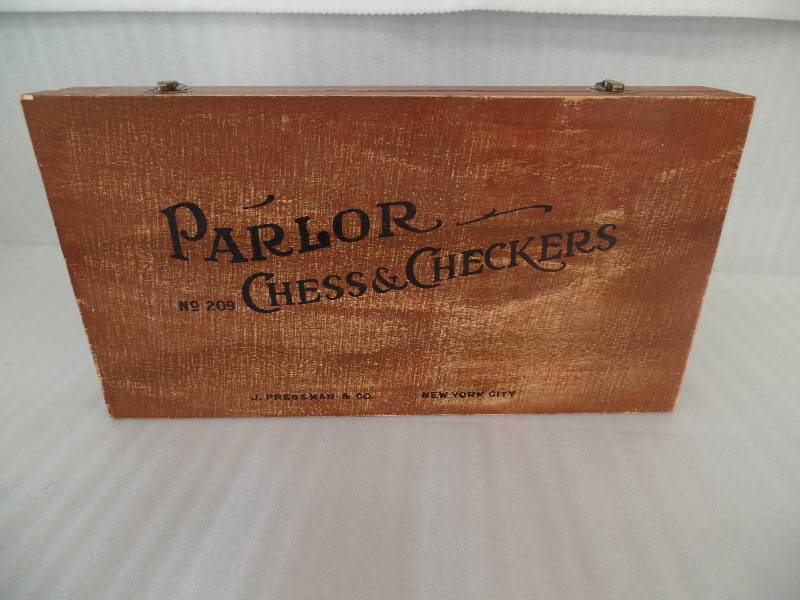 PARLOR
No 209 CHESS & CHECKERS
J. PRESSMAN & CO. NEW YORK CITY